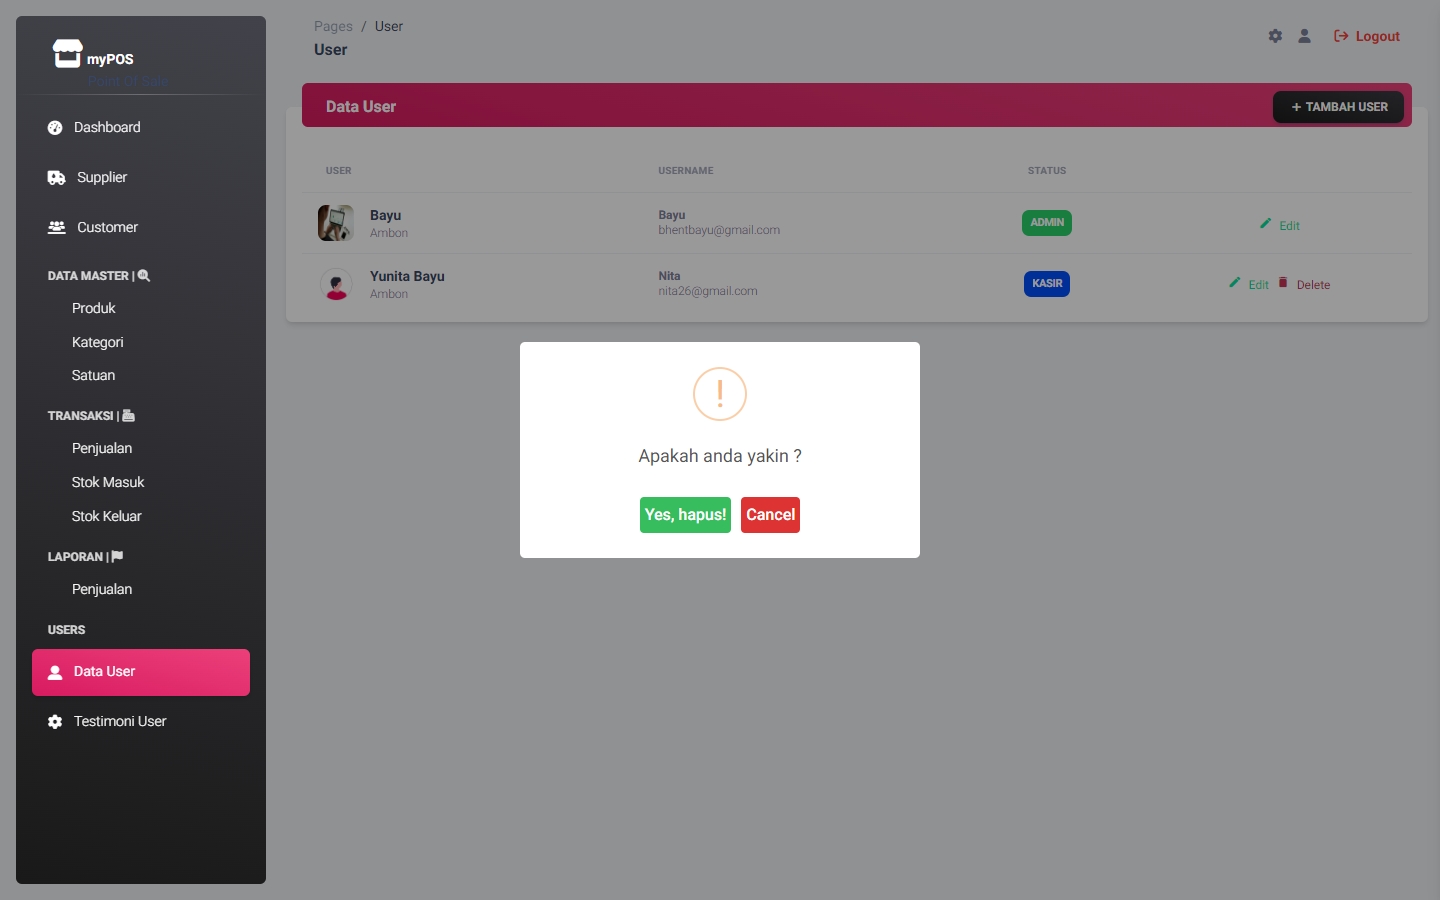 myPOS
Point Of Sale
Dashboard
Supplier
Customer
DATA MASTER |
Produk
Kategori
Satuan
TRANSAKSI |
Penjualan
Stok Masuk
Stok Keluar
LAPORAN |
Penjualan
USERS
Data User
Testimoni User
Pages / User
User
Logout
Data User
+ TAMBAH USER
USER USERNAME STATUS
Bayu
Ambon
Bayu
bhentbayu@gmail.com
ADMIN
Edit
Yunita Bayu
Ambon
Nita
nita26@gmail.com
KASIR
Edit Delete
!
Apakah anda yakin ?
Yes, hapus! Cancel